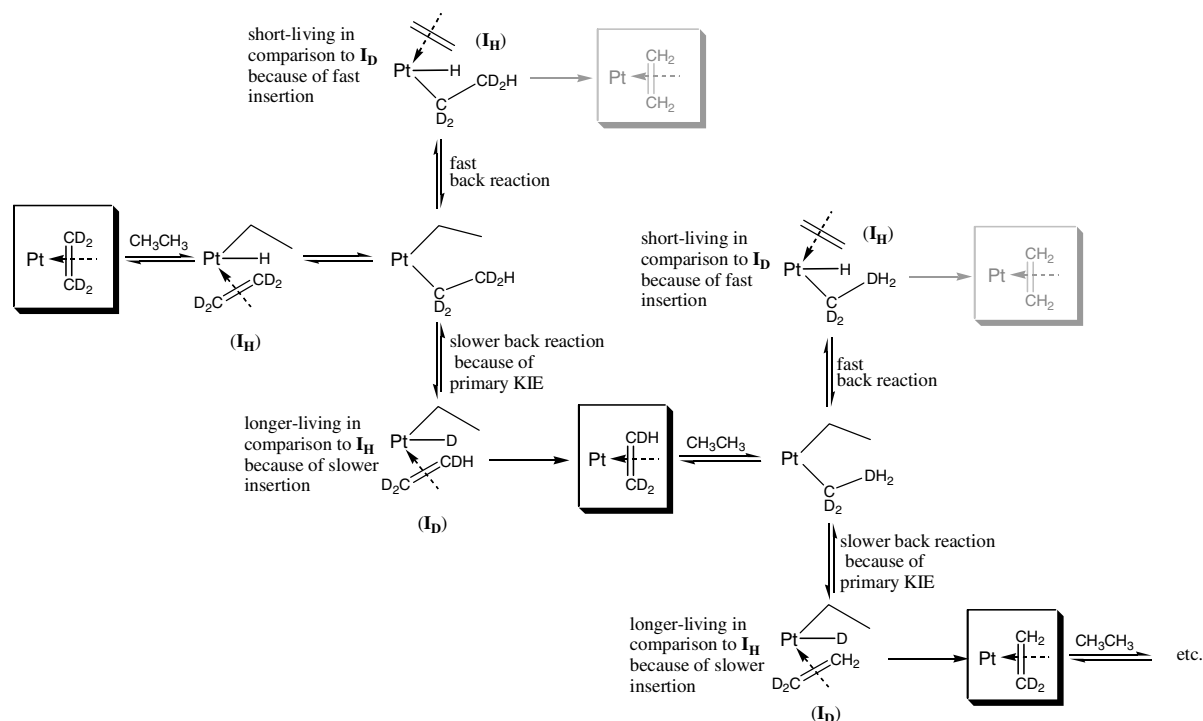 short-living in
comparison to I_D
because of fast
insertion
(I_H)
Pt
H
CD2H
C
D2
Pt
CH2
CH2
fast
back reaction
Pt
CD2
CD2
CH3CH3
Pt
H
D2C
CD2
(I_H)
Pt
CD2H
C
D2
slower back reaction
because of
primary KIE
longer-living in
comparison to I_H
because of slower
insertion
Pt
D
D2C
CDH
(I_D)
Pt
CDH
CD2
CH3CH3
short-living in
comparison to I_D
because of fast
insertion
(I_H)
Pt
H
DH2
C
D2
Pt
CH2
CH2
fast
back reaction
Pt
DH2
C
D2
slower back reaction
because of
primary KIE
longer-living in
comparison to I_H
because of slower
insertion
Pt
D
D2C
CH2
(I_D)
Pt
CH2
CD2
CH3CH3
etc.